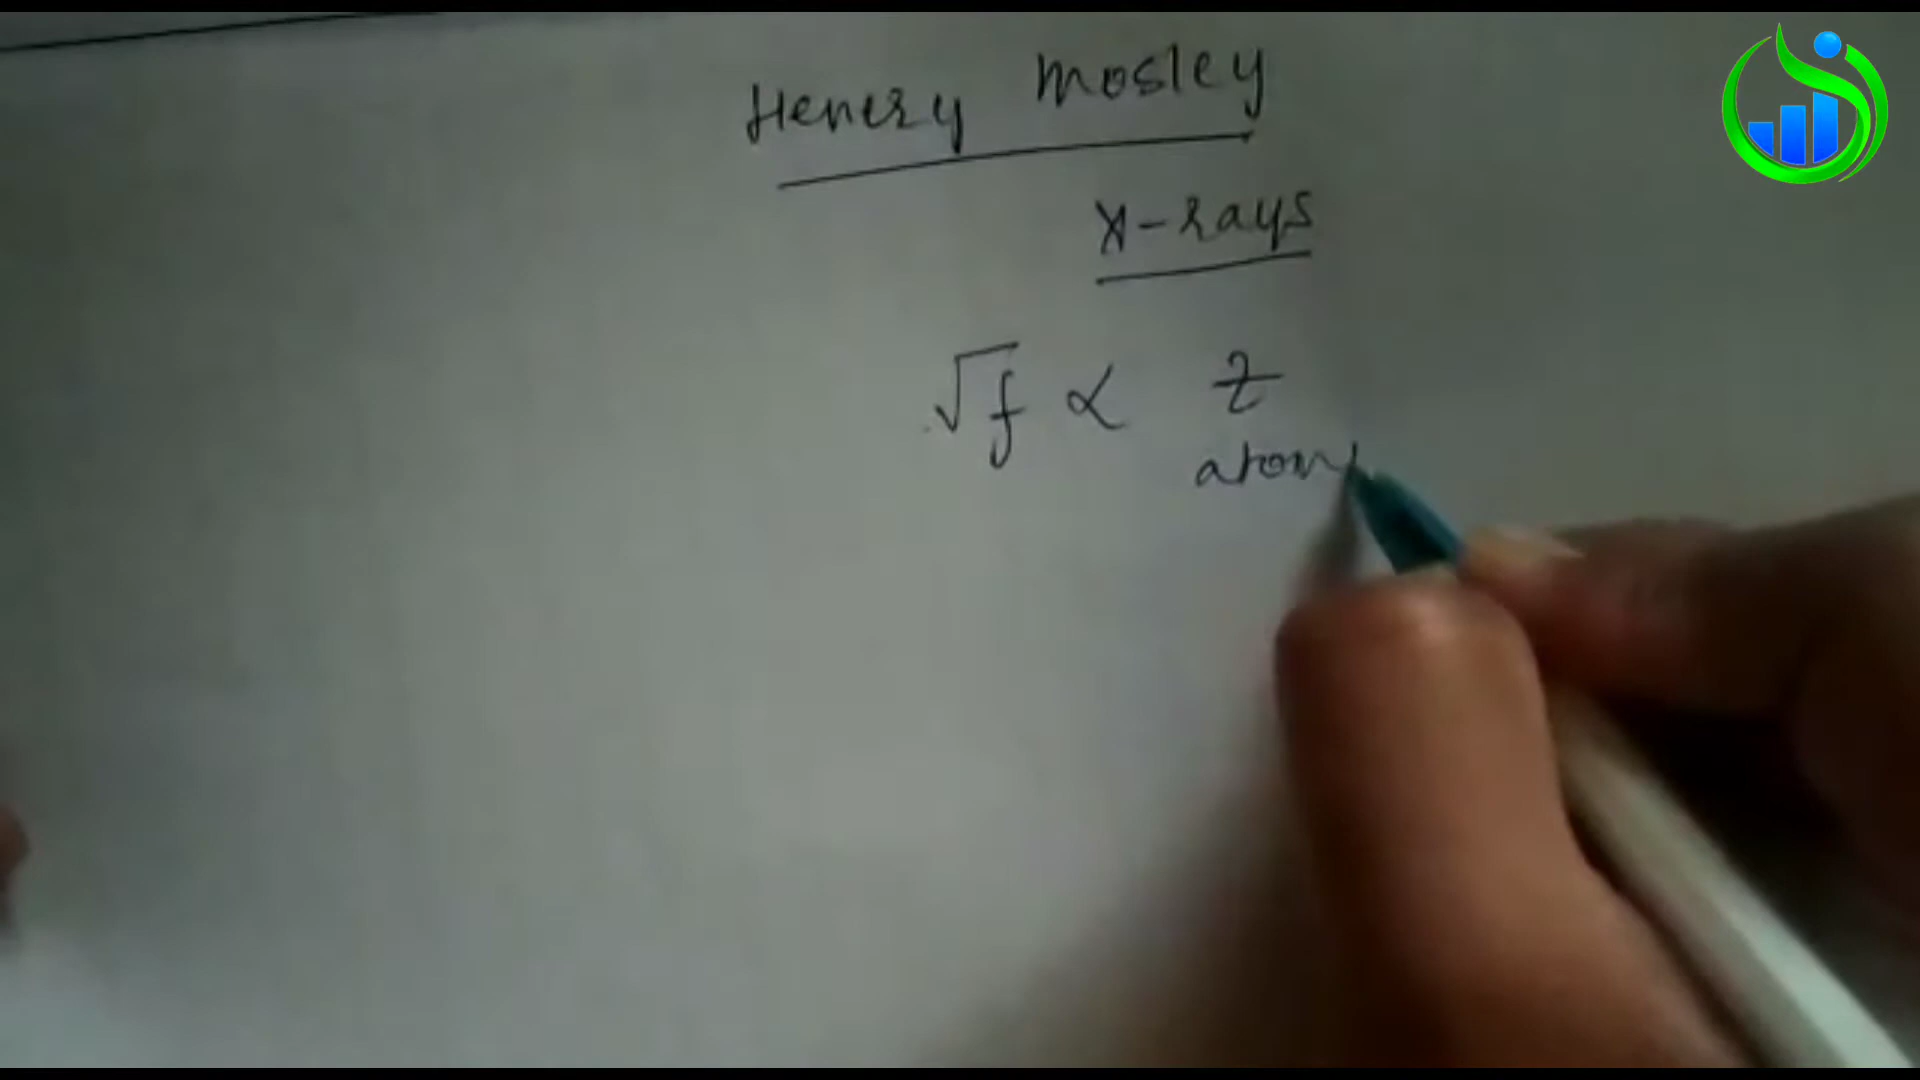 Henery Mosley
X-rays
√f ∝ Z
atom